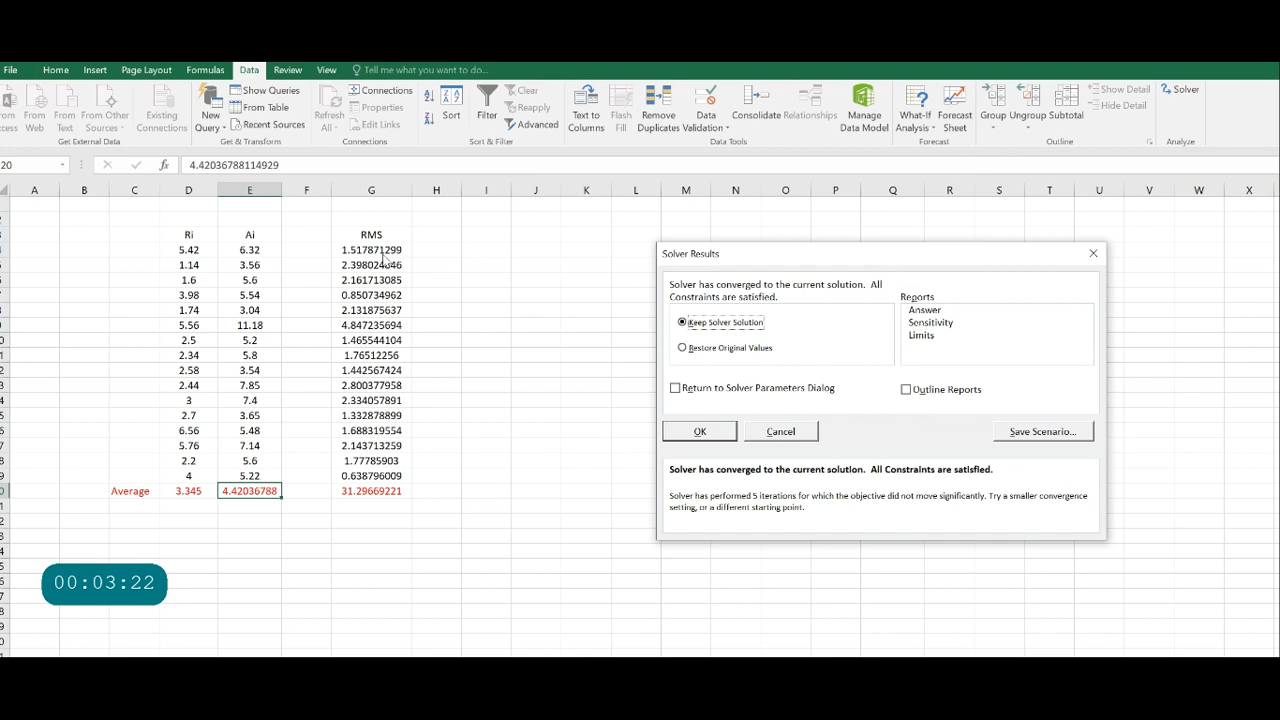 File Home Insert Page Layout Formulas Data Review View Tell me what you want to do...
From Web From Text From Other Sources Existing Connections New Query Show Queries From Table Recent Sources Refresh All Connections Properties Edit Links Sort Filter Clear Reapply Advanced Text to Columns Flash Fill Remove Duplicates Data Validation Consolidate Relationships Manage Data Model What-If Analysis Forecast Sheet Group Ungroup Subtotal Show Detail Hide Detail Solver
Get External Data Connections Sort & Filter Data Tools Forecast Outline Analyze
20 fx 4.42036788114929
A B C D E F G H I J K L M N O P Q R S T U V W X
Ri Ai RMS
5.42 6.32 1.517871299
1.14 3.56
1.6 5.6 2.161713085
3.98 5.54 0.850734962
1.74 3.04 2.131875637
5.56 11.18 4.847235694
2.5 5.2 1.465544104
2.34 5.8 1.76512256
2.58 3.54 1.442567424
2.44 7.85 2.800377958
3 7.4 2.334057891
2.7 3.65 1.332878899
6.56 5.48 1.688319554
5.76 7.14 2.143713259
2.2 5.6 1.77785903
4 5.22 0.638796009
Average 3.345 4.42036788 31.29669221
Solver Results
Solver has converged to the current solution. All
Constraints are satisfied.
Keep Solver Solution
Restore Original Values
Reports
Answer
Sensitivity
Limits
Return to Solver Parameters Dialog
Outline Reports
OK Cancel Save Scenario...
Solver has converged to the current solution. All Constraints are satisfied.
Solver has performed 5 iterations for which the objective did not move significantly. Try a smaller convergence
setting, or a different starting point.
00:03:22